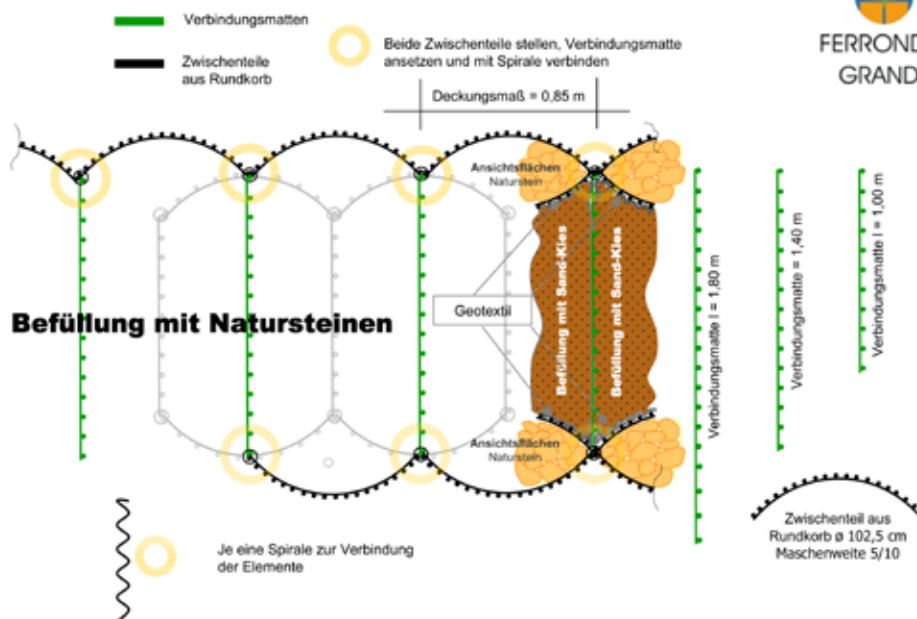 Verbindungsmatten
Zwischenteile
aus Rundkorb
Beide Zwischenteile stellen, Verbindungsmatte
ansetzen und mit Spirale verbinden
GRAND
Deckungsmaß = 0,85 m
Ansichtsflächen
Naturstein
Befüllung mit Sand-Kies
Befüllung mit Sand-Kies
Geotextil
Befüllung mit Natursteinen
Ansichtsflächen
Naturstein
Verbindungsmatte l = 1,80 m
Verbindungsmatte = 1,40 m
Verbindungsmatte l = 1,00 m
Zwischenteil aus
Rundkorb ø 102,5 cm
Maschenweite 5/10
Je eine Spirale zur Verbindung
der Elemente